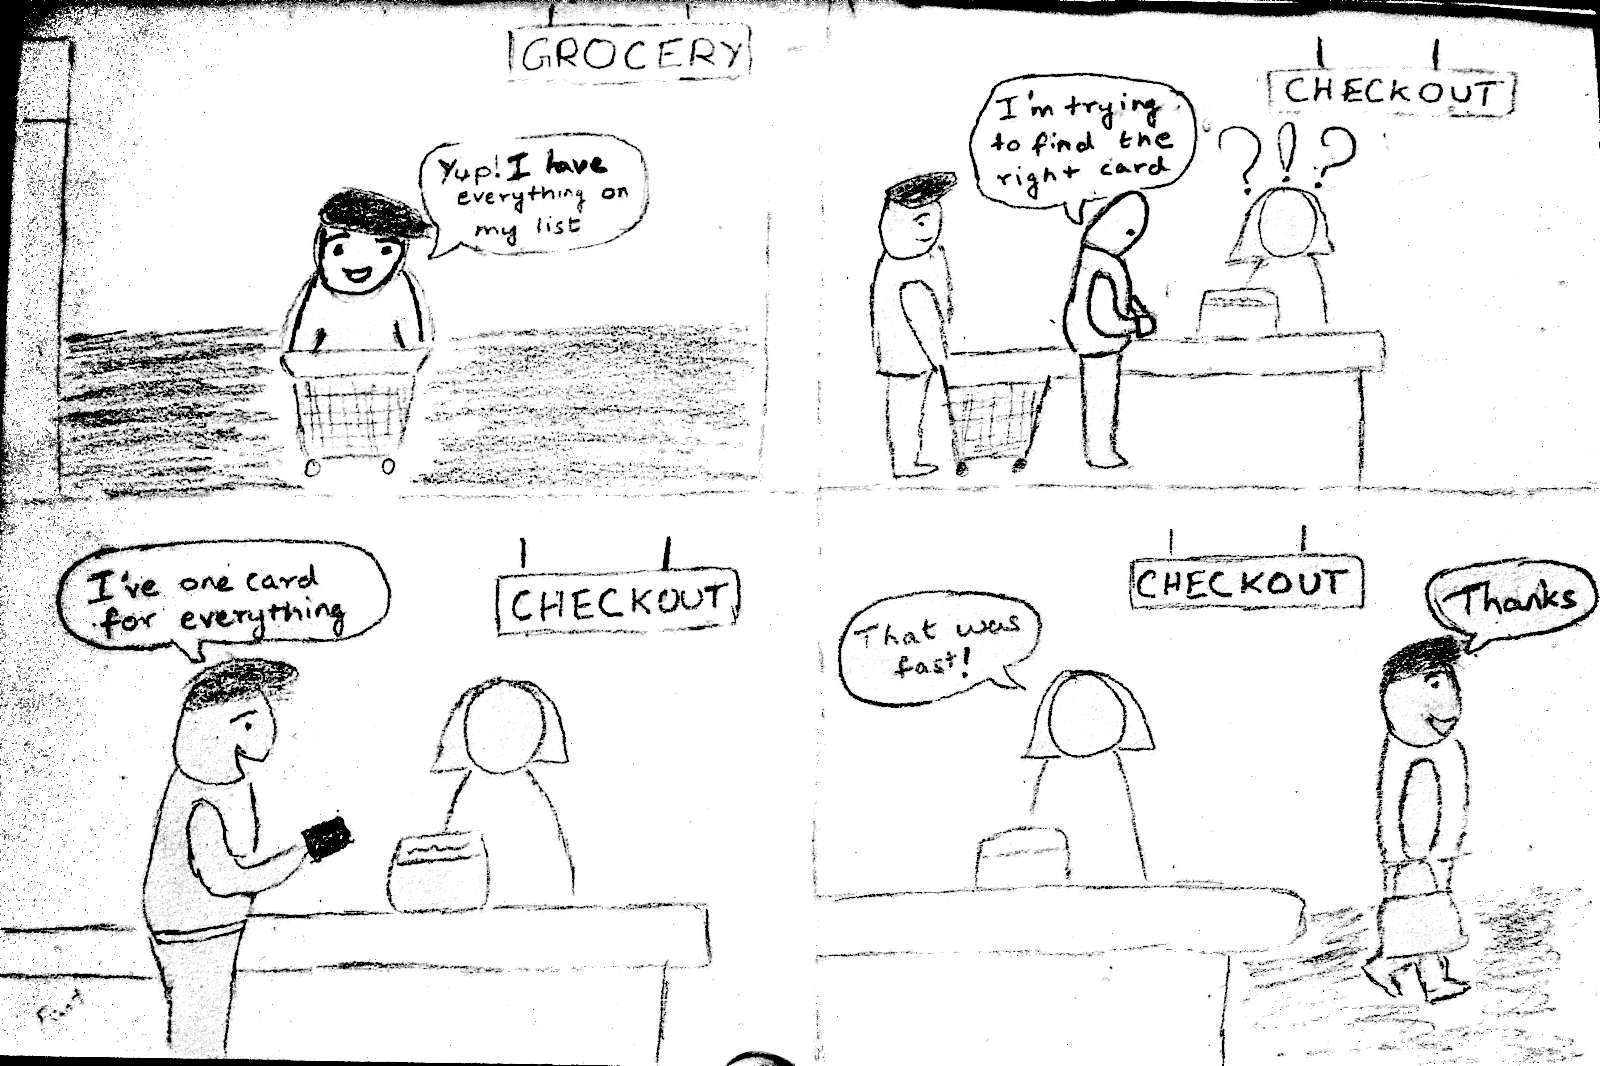 GROCERY
Yup! I have
everything on
my list
CHECKOUT
I'm trying
to find the
right card
? ! ?
I've one card
for everything
CHECKOUT
CHECKOUT
That was
fast!
Thanks